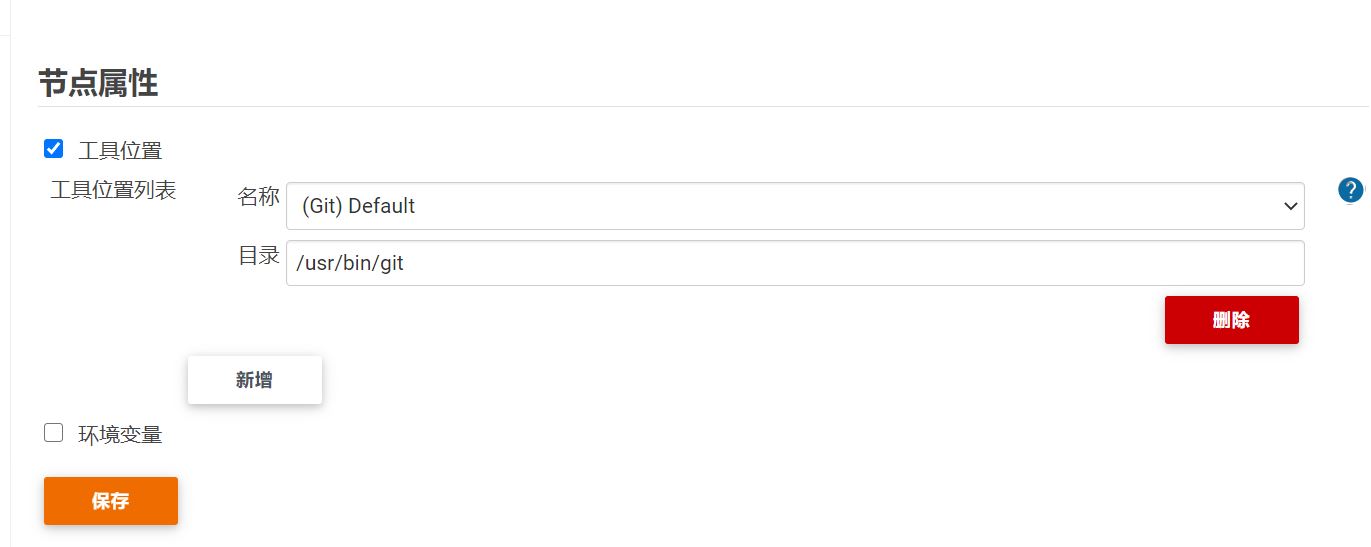 节点属性
工具位置
工具位置列表
名称
(Git) Default
?
目录
/usr/bin/git
删除
新增
环境变量
保存